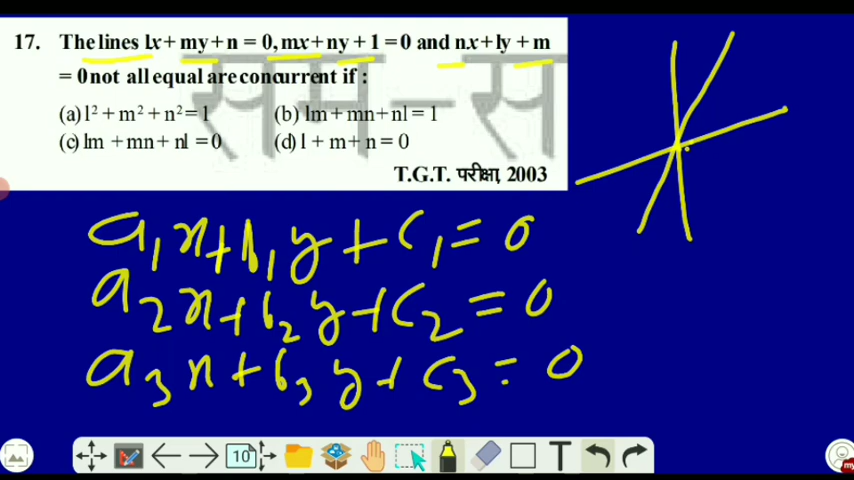 17. The lines lx + my + n = 0, mx + ny + 1 = 0 and nx + ly + m
= 0 not all equal are concurrent if :
(a) l² + m² + n² = 1 (b) lm + mn + nl = 1
(c) lm + mn + nl = 0 (d) l + m + n = 0
T.G.T. परीक्षा, 2003
सम-स
a₁x + b₁y + c₁ = 0
a₂x + b₂y + c₂ = 0
a₃x + b₃y + c₃ = 0
10
T
my